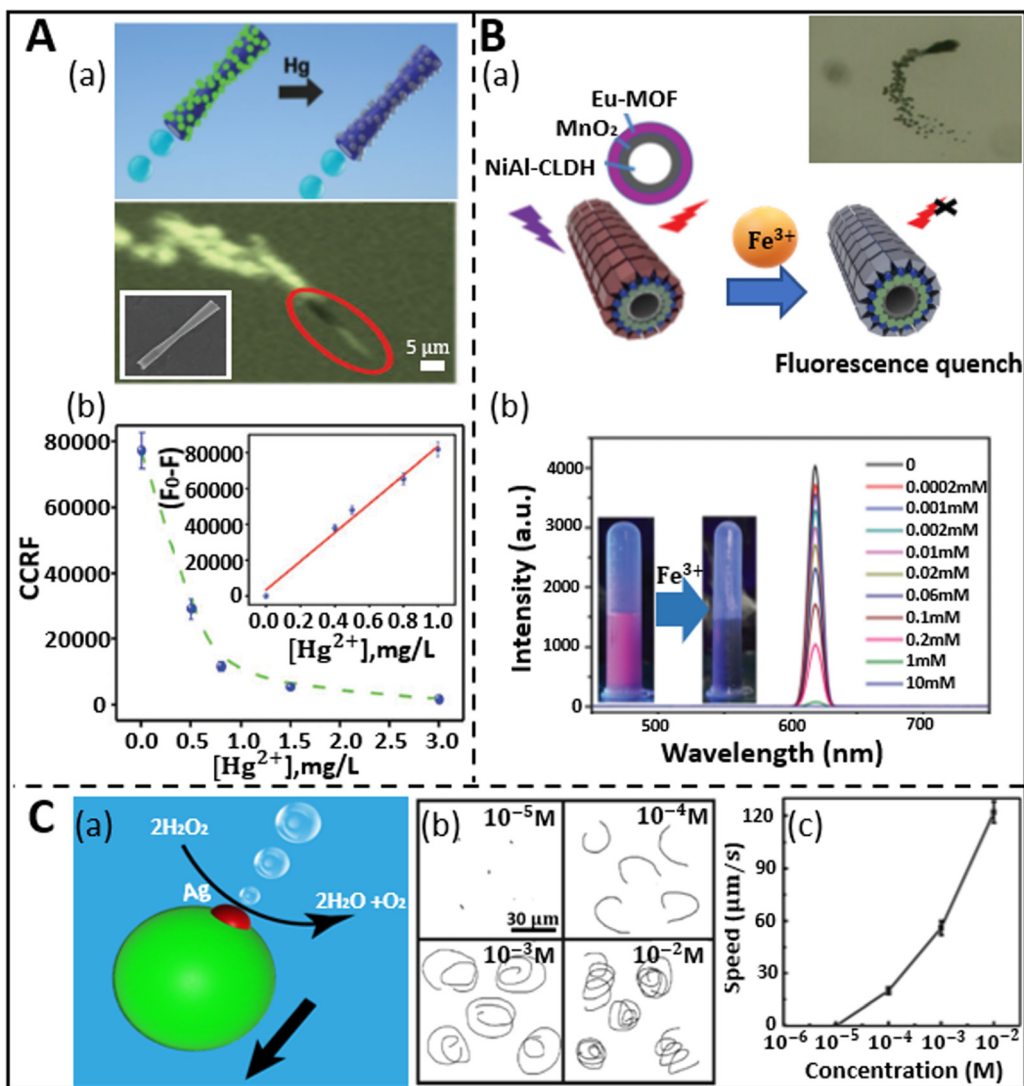 A
(a)
Hg
5 μm
(b)
80000
60000
40000
20000
0
CCRF
0.0 0.5 1.0 1.5 2.0 2.5 3.0
[Hg²⁺],mg/L
(F₀-F)
80000
60000
40000
20000
0
0.0 0.2 0.4 0.6 0.8 1.0
[Hg²⁺],mg/L
B
(a)
Eu-MOF
MnO₂
NiAl-CLDH
Fe³⁺
Fluorescence quench
(b)
4000
3000
2000
1000
0
Intensity (a.u.)
Fe³⁺
0
0.0002mM
0.001mM
0.002mM
0.01mM
0.02mM
0.06mM
0.1mM
0.2mM
1mM
10mM
500 600 700
Wavelength (nm)
C
(a)
2H₂O₂
Ag
2H₂O +O₂
(b)
10⁻⁵M
30 μm
10⁻⁴M
10⁻³M
10⁻²M
(c)
120
90
60
30
0
Speed (μm/s)
10⁻⁶ 10⁻⁵ 10⁻⁴ 10⁻³ 10⁻²
Concentration (M)